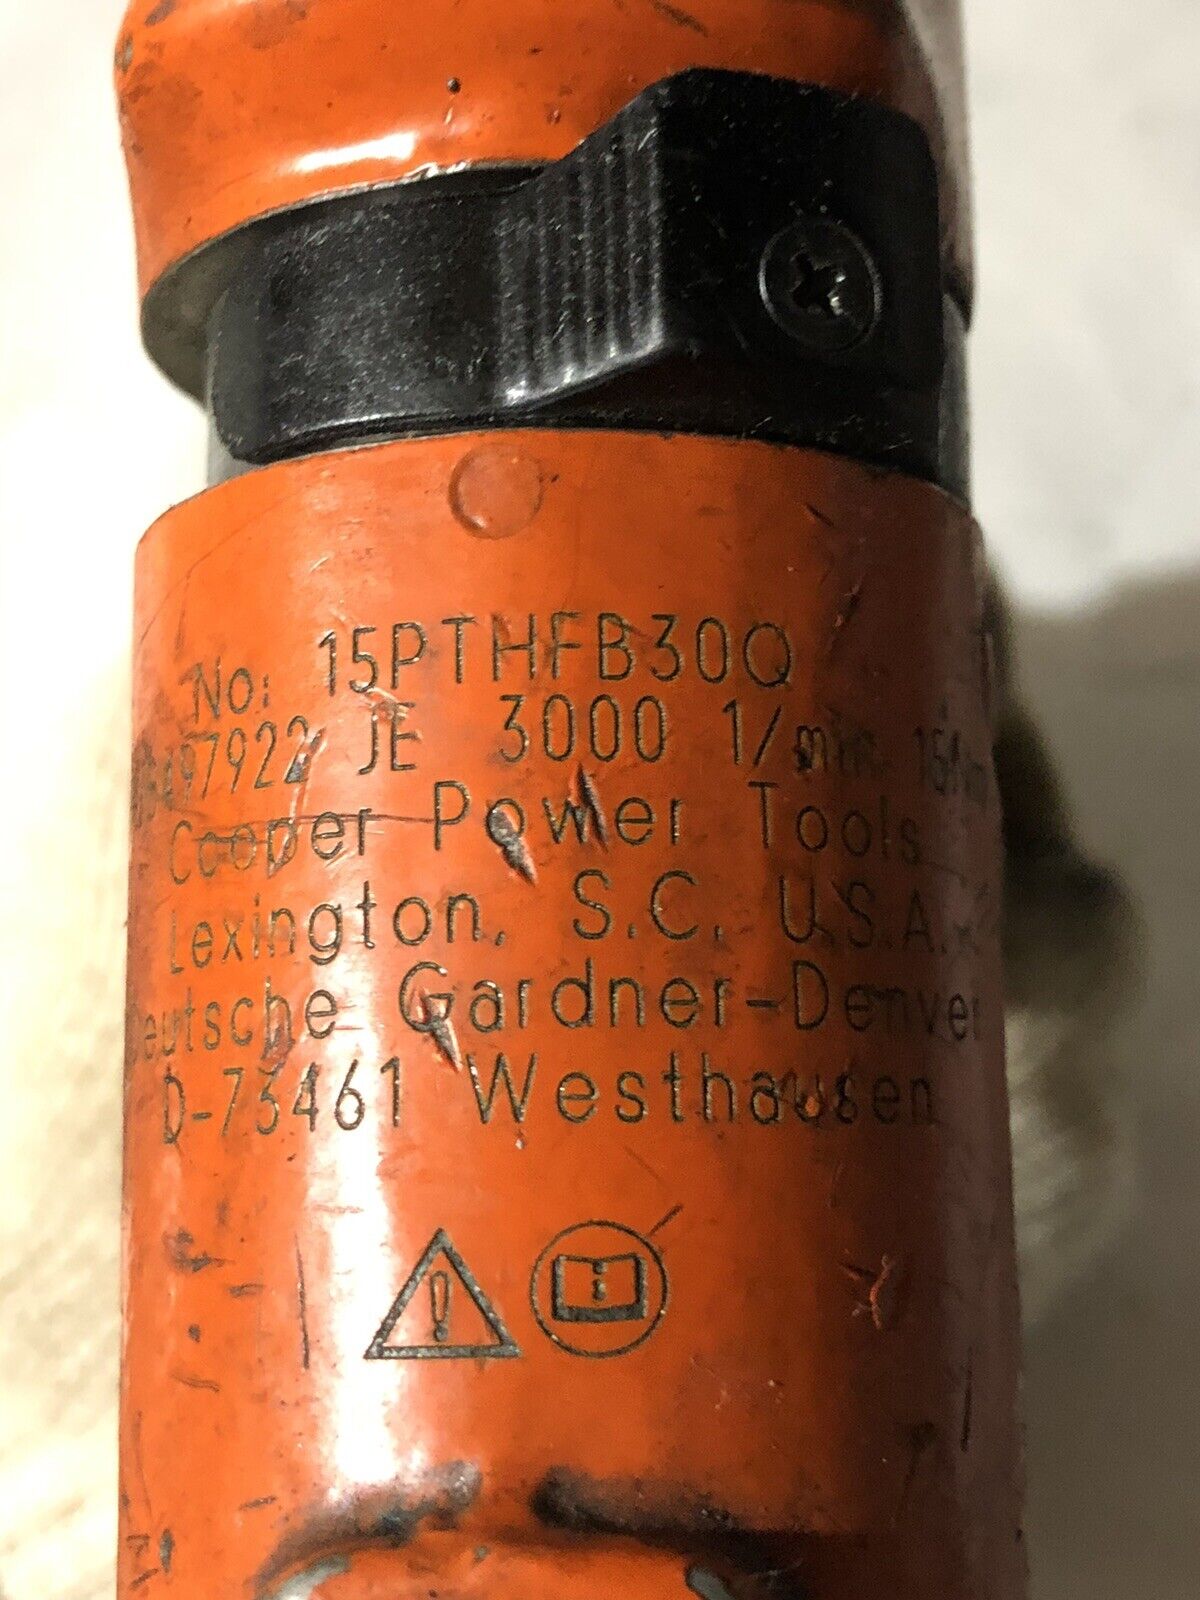 No: 15PTHFB30Q
JE 3000 1/min
Cooper Power Tools
Lexington, S.C. U.S.A.
Deutsche Gardner-Denver
D-73461 Westhausen